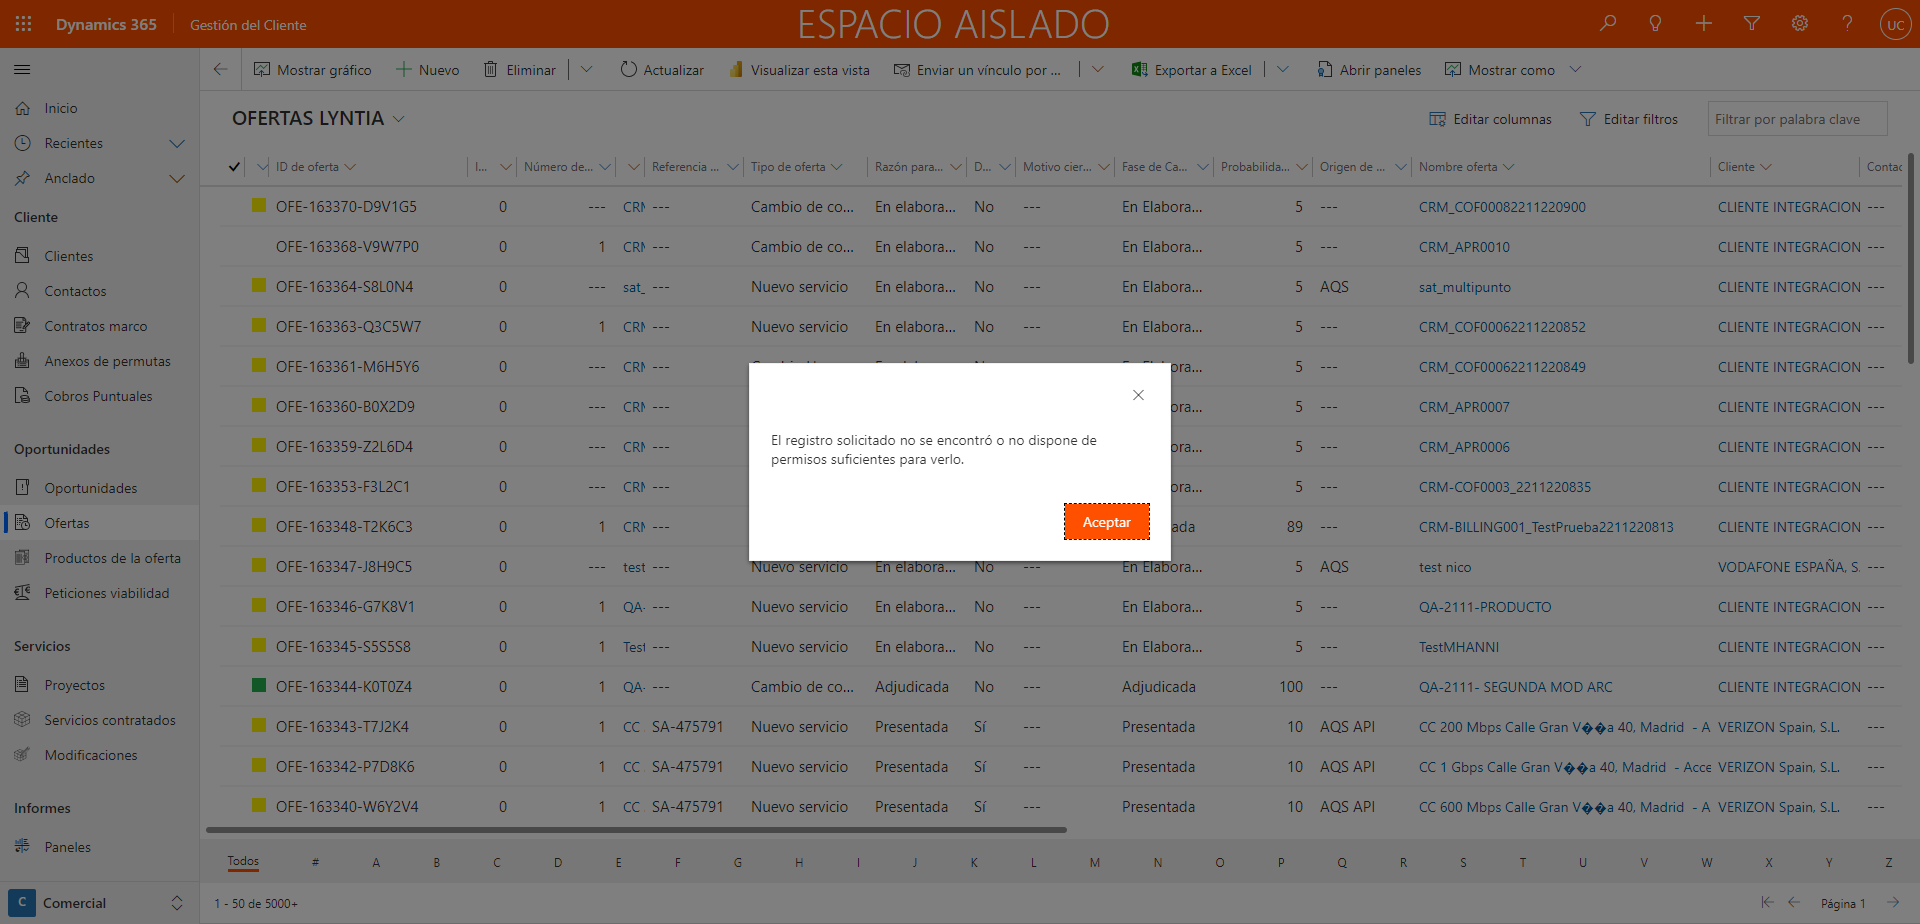 Dynamics 365 Gestión del Cliente ESPACIO AISLADO UC
Mostrar gráfico Nuevo Eliminar Actualizar Visualizar esta vista Enviar un vínculo por ... Exportar a Excel Abrir paneles Mostrar como
Inicio
Recientes
Anclado
Cliente
Clientes
Contactos
Contratos marco
Anexos de permutas
Cobros Puntuales
Oportunidades
Oportunidades
Ofertas
Productos de la oferta
Peticiones viabilidad
Servicios
Proyectos
Servicios contratados
Modificaciones
Informes
Paneles
C Comercial
OFERTAS LYNTIA Editar columnas Editar filtros Filtrar por palabra clave
ID de oferta I... Número de... Referencia ... Tipo de oferta Razón para... D... Motivo cier... Fase de Ca... Probabilida... Origen de ... Nombre oferta Cliente Contac
OFE-163370-D9V1G5 0 --- CRM --- Cambio de co... En elabora... No --- En Elabora... 5 --- CRM_COF00082211220900 CLIENTE INTEGRACION ---
OFE-163368-V9W7P0 0 1 CRM --- Cambio de co... En elabora... No --- En Elabora... 5 --- CRM_APR0010 CLIENTE INTEGRACION ---
OFE-163364-S8L0N4 0 --- sat_ --- Nuevo servicio En elabora... No --- En Elabora... 5 AQS sat_multipunto CLIENTE INTEGRACION ---
OFE-163363-Q3C5W7 0 1 CRM --- Nuevo servicio En elabora... No --- En Elabora... 5 --- CRM_COF00062211220852 CLIENTE INTEGRACION ---
OFE-163361-M6H5Y6 0 --- CRM --- ora... 5 --- CRM_COF00062211220849 CLIENTE INTEGRACION ---
OFE-163360-B0X2D9 0 --- CRM --- ora... 5 --- CRM_APR0007 CLIENTE INTEGRACION ---
OFE-163359-Z2L6D4 0 --- CRM --- ora... 5 --- CRM_APR0006 CLIENTE INTEGRACION ---
OFE-163353-F3L2C1 0 --- CRM --- ora... 5 --- CRM-COF0003_2211220835 CLIENTE INTEGRACION ---
OFE-163348-T2K6C3 0 1 CRM --- ada 89 --- CRM-BILLING001_TestPrueba2211220813 CLIENTE INTEGRACION ---
OFE-163347-J8H9C5 0 --- test --- Nuevo servicio En elabora... No --- En Elabora... 5 AQS test nico VODAFONE ESPAÑA, S. ---
OFE-163346-G7K8V1 0 1 QA- --- Nuevo servicio En elabora... No --- En Elabora... 5 --- QA-2111-PRODUCTO CLIENTE INTEGRACION ---
OFE-163345-S5S5S8 0 1 Test --- Nuevo servicio En elabora... No --- En Elabora... 5 --- TestMHANNI CLIENTE INTEGRACION ---
OFE-163344-K0T0Z4 0 1 QA- --- Cambio de co... Adjudicada No --- Adjudicada 100 --- QA-2111- SEGUNDA MOD ARC CLIENTE INTEGRACION ---
OFE-163343-T7J2K4 0 1 CC SA-475791 Nuevo servicio Presentada Sí --- Presentada 10 AQS API CC 200 Mbps Calle Gran V��a 40, Madrid - A VERIZON Spain, S.L. ---
OFE-163342-P7D8K6 0 1 CC SA-475791 Nuevo servicio Presentada Sí --- Presentada 10 AQS API CC 1 Gbps Calle Gran V��a 40, Madrid - Acce VERIZON Spain, S.L. ---
OFE-163340-W6Y2V4 0 1 CC SA-475791 Nuevo servicio Presentada Sí --- Presentada 10 AQS API CC 600 Mbps Calle Gran V��a 40, Madrid - A VERIZON Spain, S.L. ---
El registro solicitado no se encontró o no dispone de
permisos suficientes para verlo.
Aceptar
Todos # A B C D E F G H I J K L M N O P Q R S T U V W X Y Z
1 - 50 de 5000+ Página 1